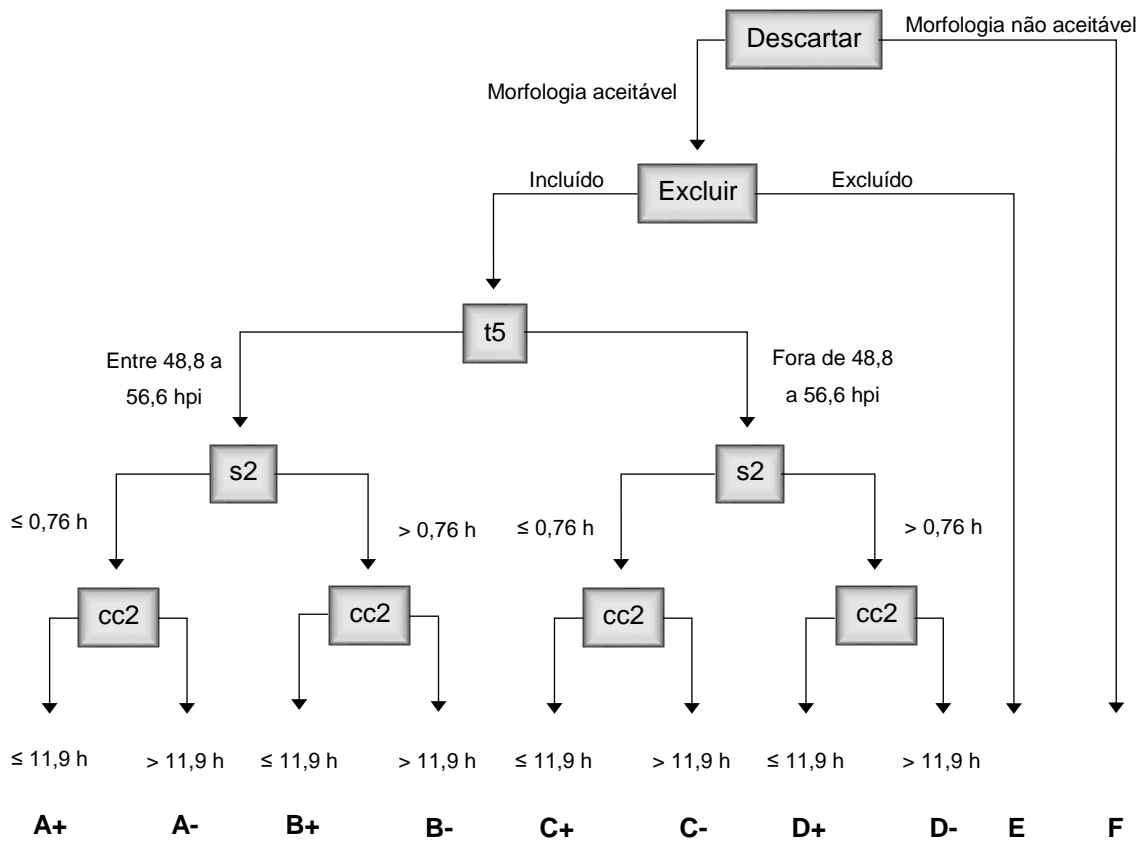 Descartar
Morfologia não aceitável
Morfologia aceitável
Incluído
Excluir
Excluído
t5
Entre 48,8 a
56,6 hpi
Fora de 48,8
a 56,6 hpi
s2
s2
≤ 0,76 h
> 0,76 h
≤ 0,76 h
> 0,76 h
cc2
cc2
cc2
cc2
≤ 11,9 h
> 11,9 h
≤ 11,9 h
> 11,9 h
≤ 11,9 h
> 11,9 h
≤ 11,9 h
> 11,9 h
A+
A-
B+
B-
C+
C-
D+
D-
E
F